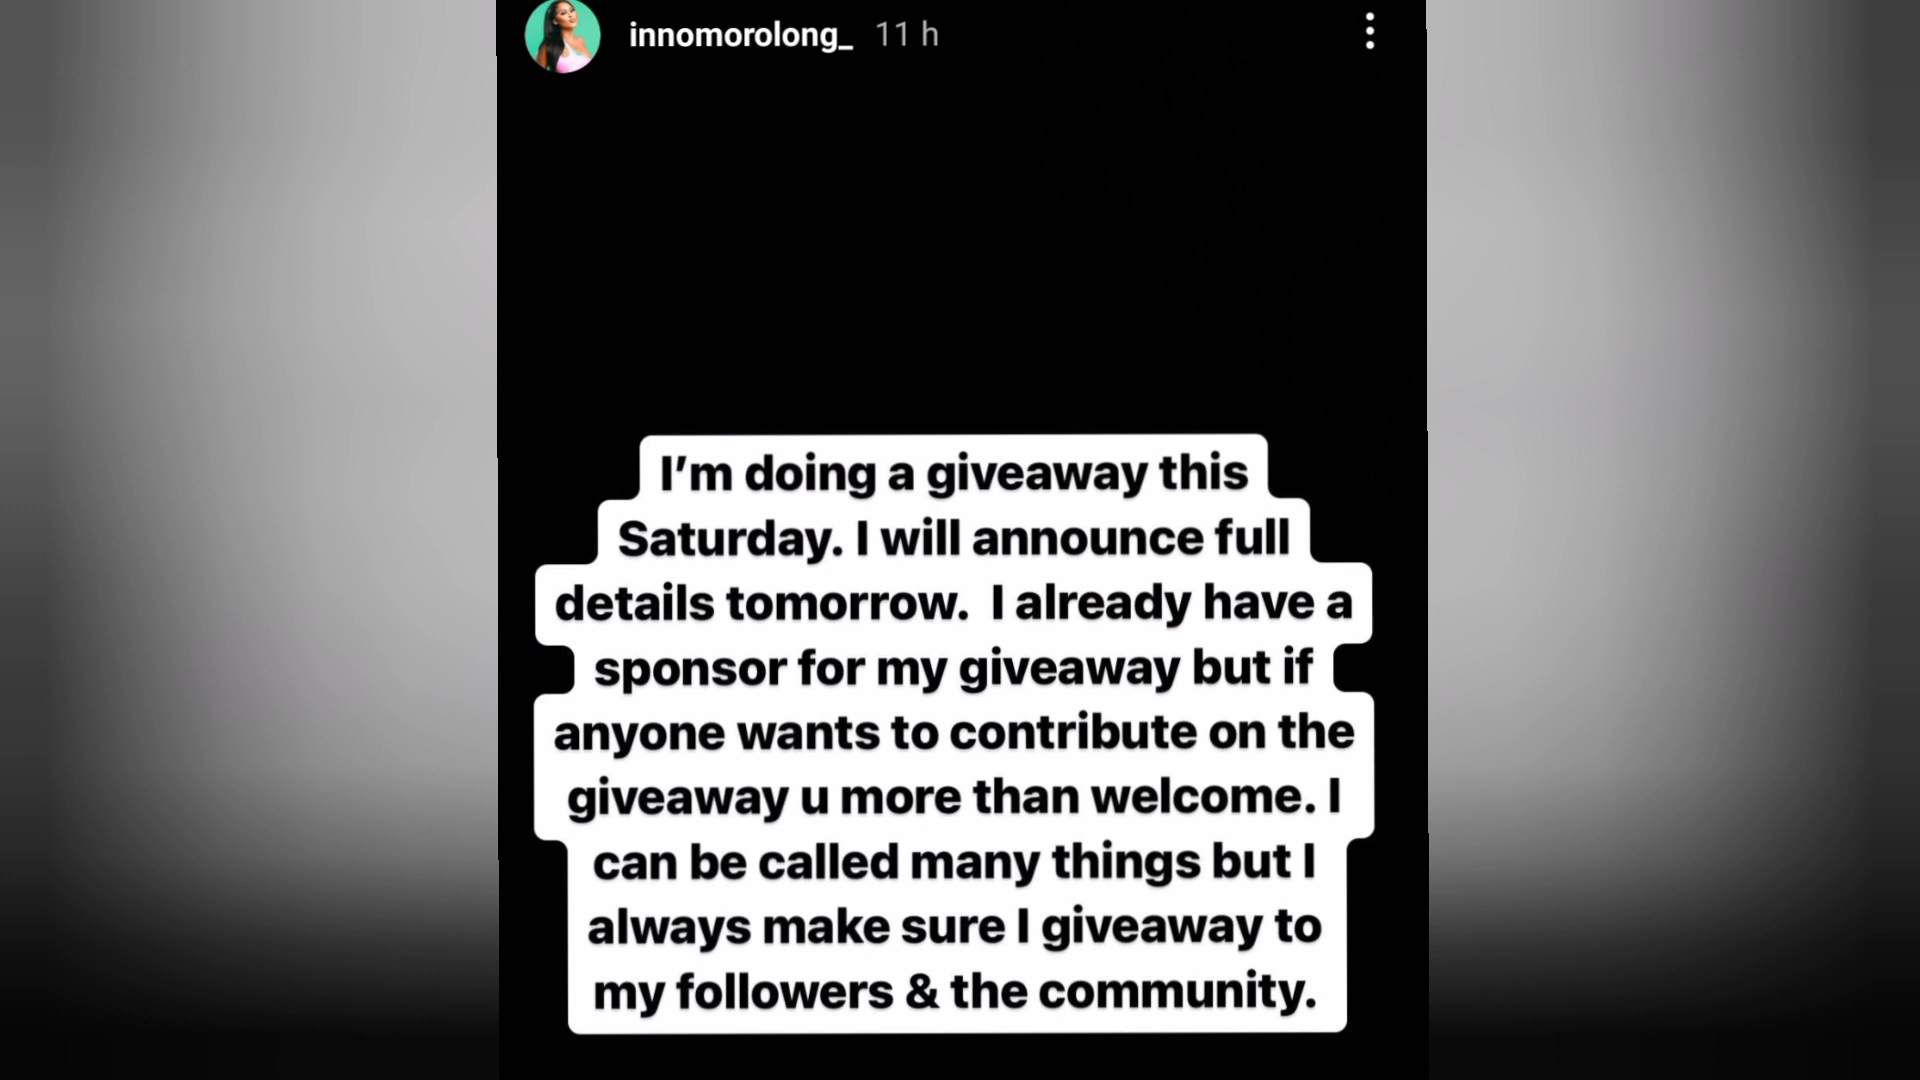 innomorolong_ 11 h
I’m doing a giveaway this
Saturday. I will announce full
details tomorrow.  I already have a
sponsor for my giveaway but if
anyone wants to contribute on the
giveaway u more than welcome. I
can be called many things but I
always make sure I giveaway to
my followers & the community.